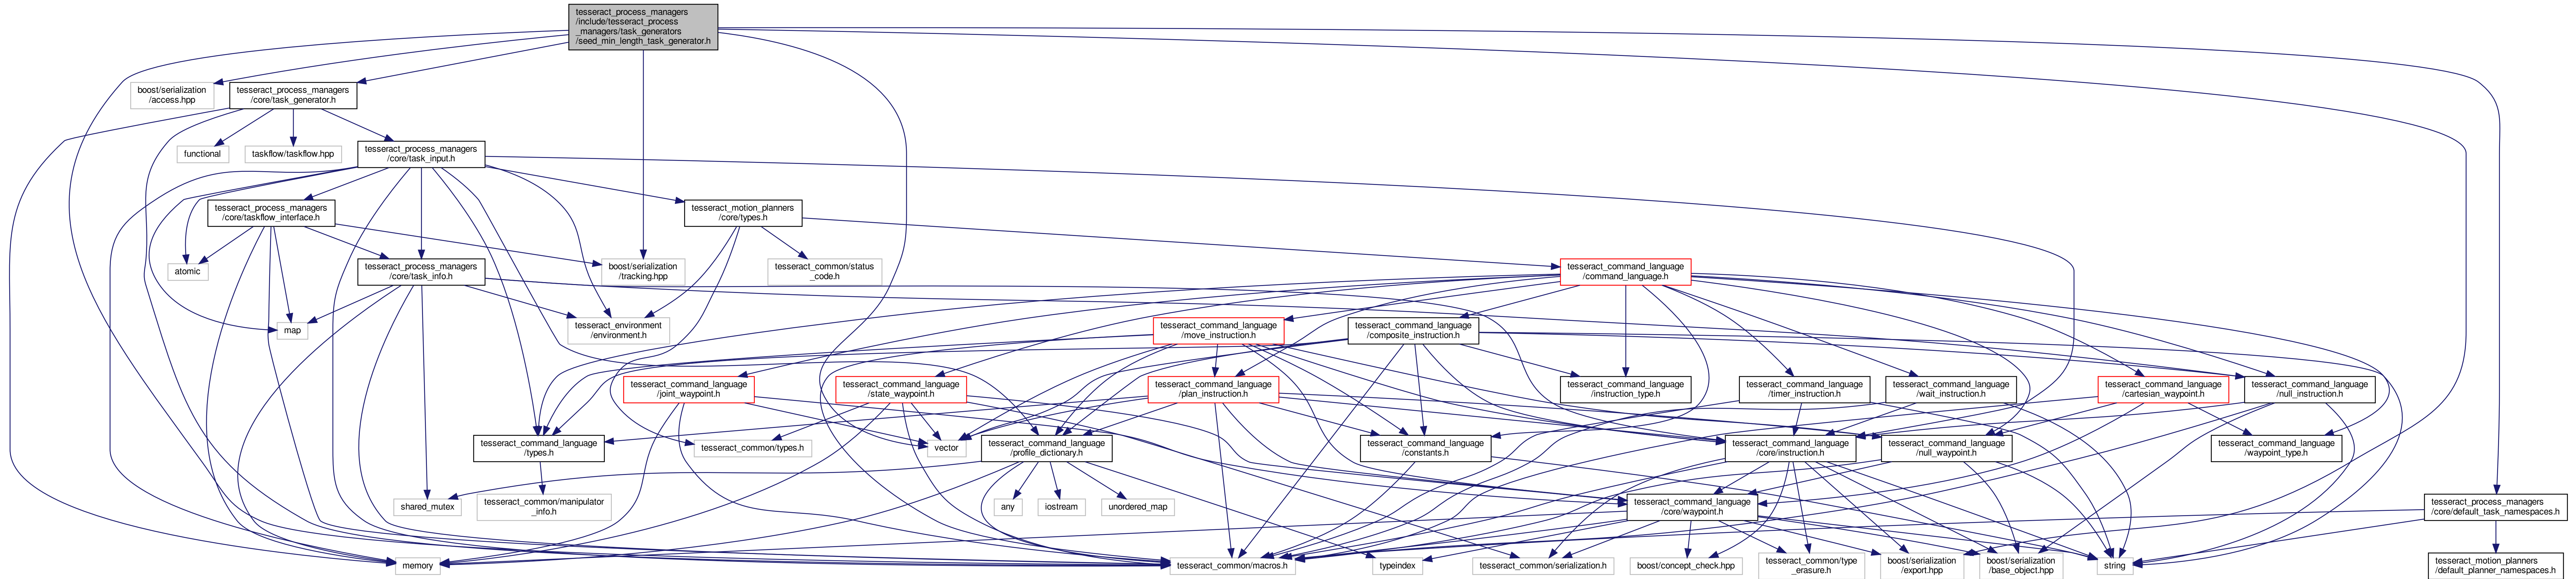 tesseract_process_managers
/include/tesseract_process
_managers/task_generators
/seed_min_length_task_generator.h
boost/serialization
/access.hpp
tesseract_process_managers
/core/task_generator.h
functional
taskflow/taskflow.hpp
tesseract_process_managers
/core/task_input.h
tesseract_process_managers
/core/taskflow_interface.h
tesseract_motion_planners
/core/types.h
atomic
tesseract_process_managers
/core/task_info.h
boost/serialization
/tracking.hpp
tesseract_common/status
_code.h
tesseract_command_language
/command_language.h
map
tesseract_environment
/environment.h
tesseract_command_language
/move_instruction.h
tesseract_command_language
/composite_instruction.h
tesseract_command_language
/joint_waypoint.h
tesseract_command_language
/state_waypoint.h
tesseract_command_language
/plan_instruction.h
tesseract_command_language
/instruction_type.h
tesseract_command_language
/timer_instruction.h
tesseract_command_language
/wait_instruction.h
tesseract_command_language
/cartesian_waypoint.h
tesseract_command_language
/null_instruction.h
tesseract_command_language
/types.h
tesseract_common/types.h
vector
tesseract_command_language
/profile_dictionary.h
tesseract_command_language
/constants.h
tesseract_command_language
/core/instruction.h
tesseract_command_language
/null_waypoint.h
tesseract_command_language
/waypoint_type.h
shared_mutex
tesseract_common/manipulator
_info.h
any
iostream
unordered_map
tesseract_command_language
/core/waypoint.h
tesseract_process_managers
/core/default_task_namespaces.h
memory
tesseract_common/macros.h
typeindex
tesseract_common/serialization.h
boost/concept_check.hpp
tesseract_common/type
_erasure.h
boost/serialization
/export.hpp
boost/serialization
/base_object.hpp
string
tesseract_motion_planners
/default_planner_namespaces.h